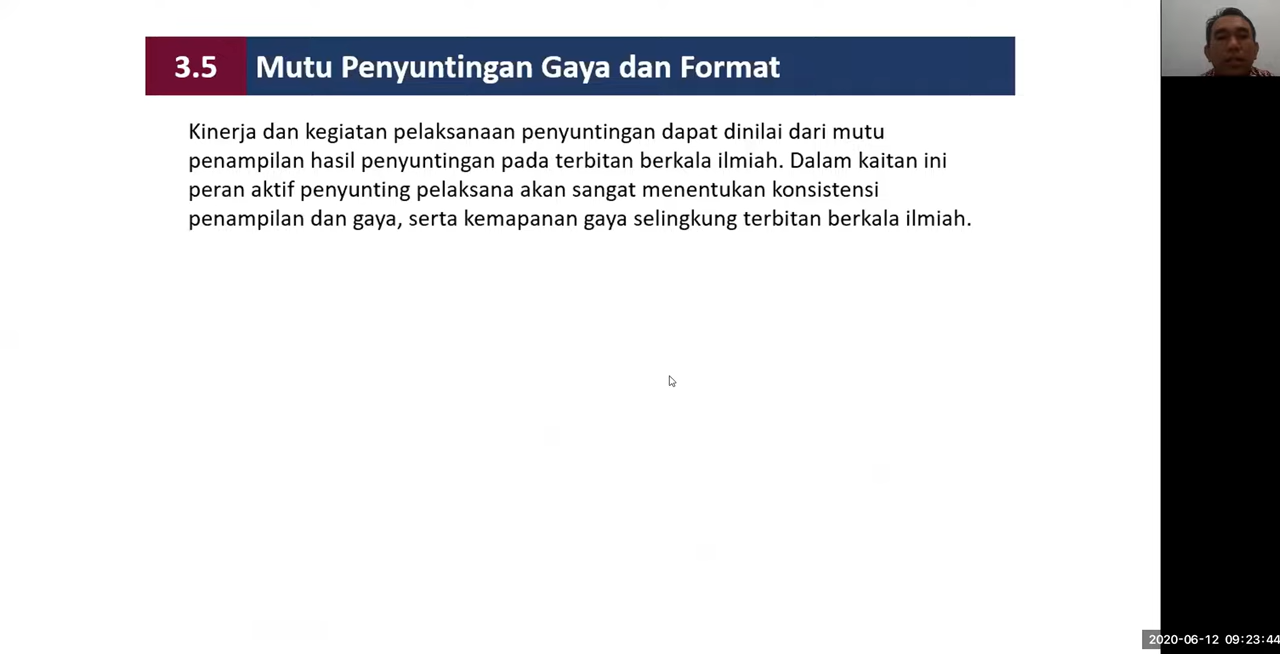 3.5 Mutu Penyuntingan Gaya dan Format
Kinerja dan kegiatan pelaksanaan penyuntingan dapat dinilai dari mutu
penampilan hasil penyuntingan pada terbitan berkala ilmiah. Dalam kaitan ini
peran aktif penyunting pelaksana akan sangat menentukan konsistensi
penampilan dan gaya, serta kemapanan gaya selingkung terbitan berkala ilmiah.
2020-06-12 09:23:44